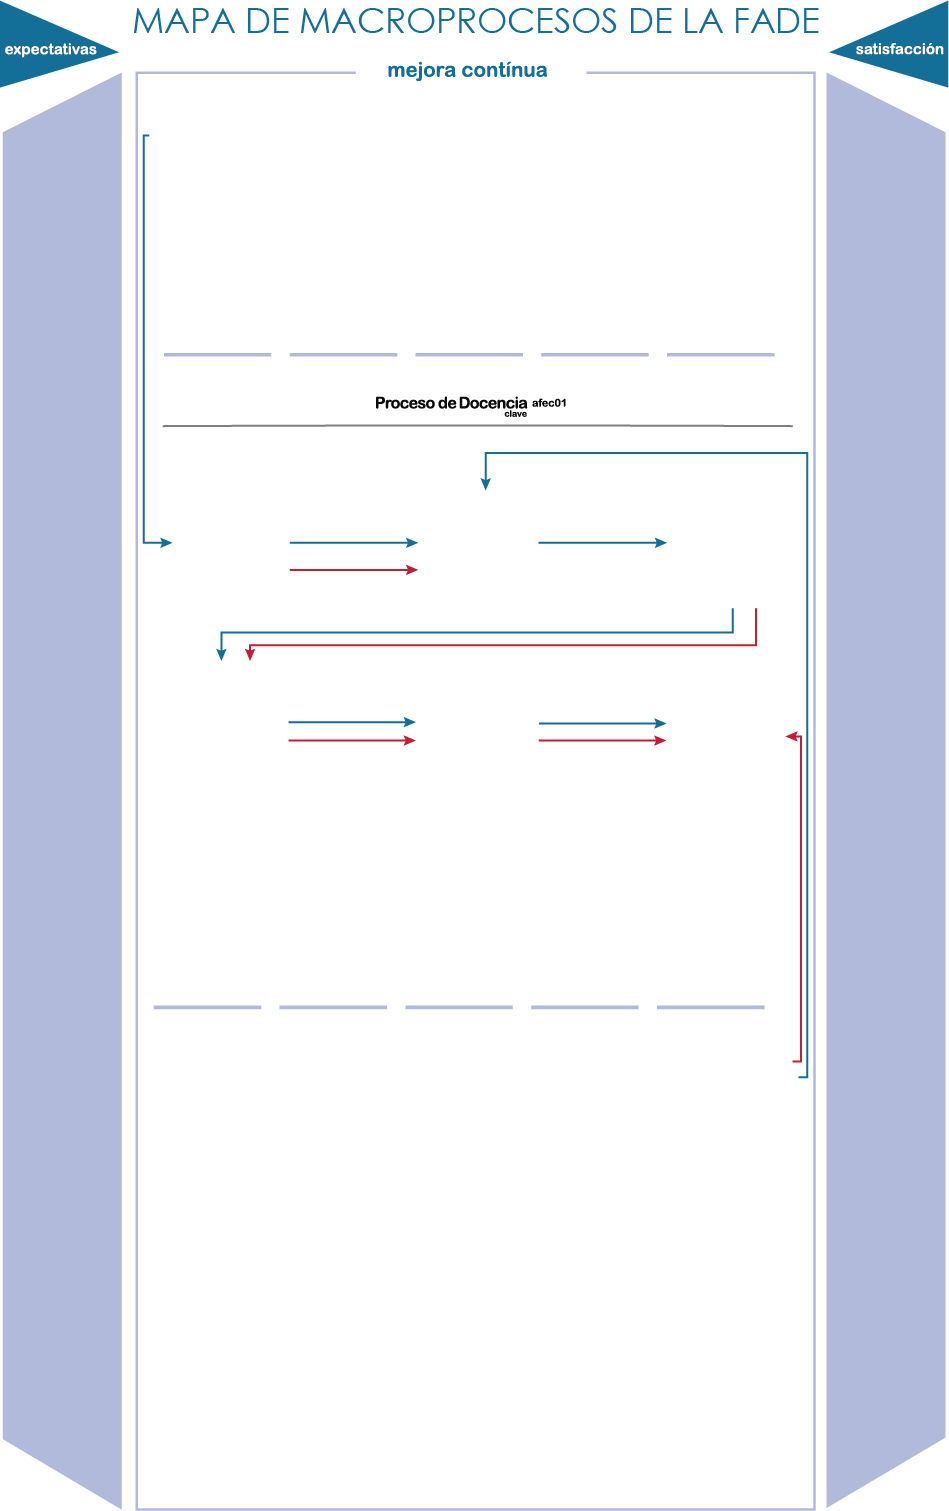 MAPA DE MACROPROCESOS DE LA FADE
expectativas
satisfacción
mejora contínua
Proceso de Docencia afec01
clave